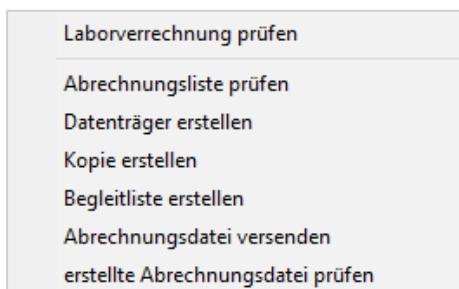 Laborverrechnung prüfen
Abrechnungsliste prüfen
Datenträger erstellen
Kopie erstellen
Begleitliste erstellen
Abrechnungsdatei versenden
erstellte Abrechnungsdatei prüfen